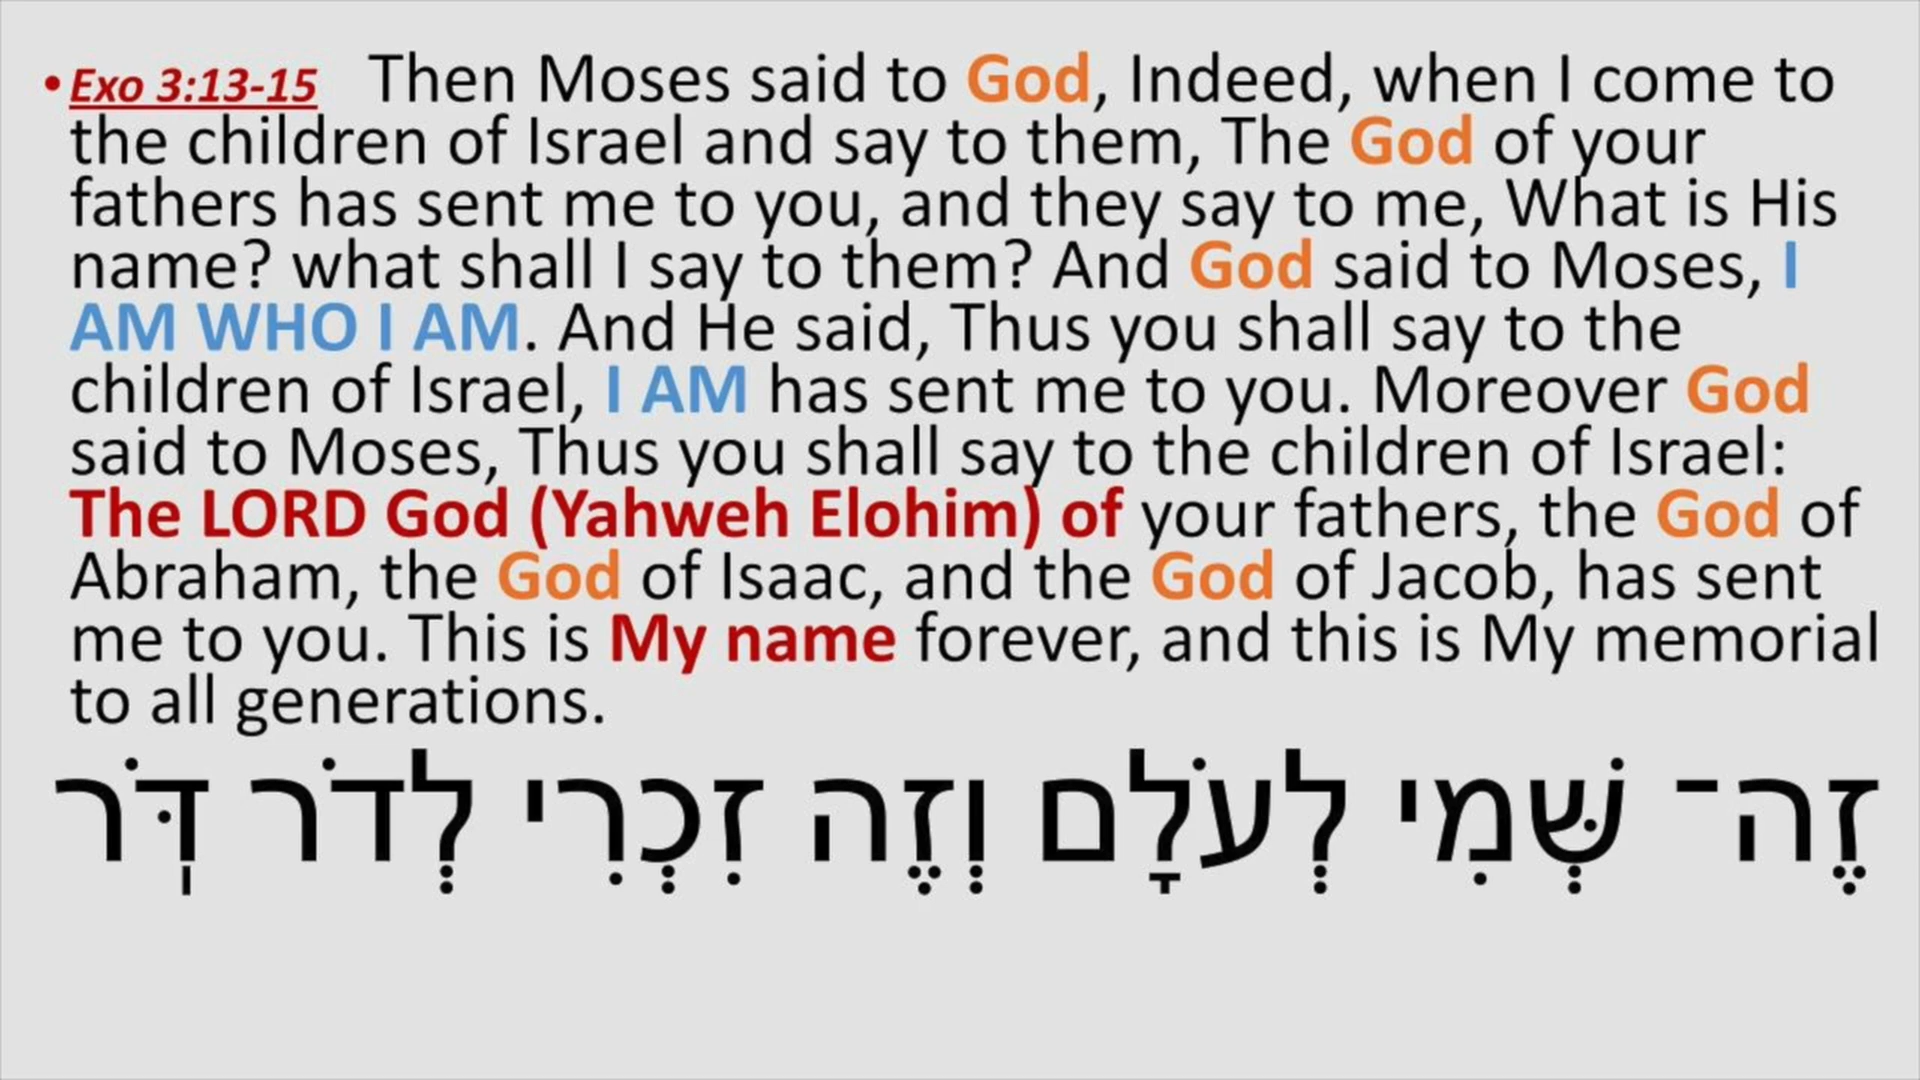 • Exo 3:13-15 Then Moses said to God, Indeed, when I come to
the children of Israel and say to them, The God of your
fathers has sent me to you, and they say to me, What is His
name? what shall I say to them? And God said to Moses, I
AM WHO I AM. And He said, Thus you shall say to the
children of Israel, I AM has sent me to you. Moreover God
said to Moses, Thus you shall say to the children of Israel:
The LORD God (Yahweh Elohim) of your fathers, the God of
Abraham, the God of Isaac, and the God of Jacob, has sent
me to you. This is My name forever, and this is My memorial
to all generations.
זֶה־ שְּׁמִי לְעֹלָם וְזֶה זִכְרִי לְדֹר דֹּֽר